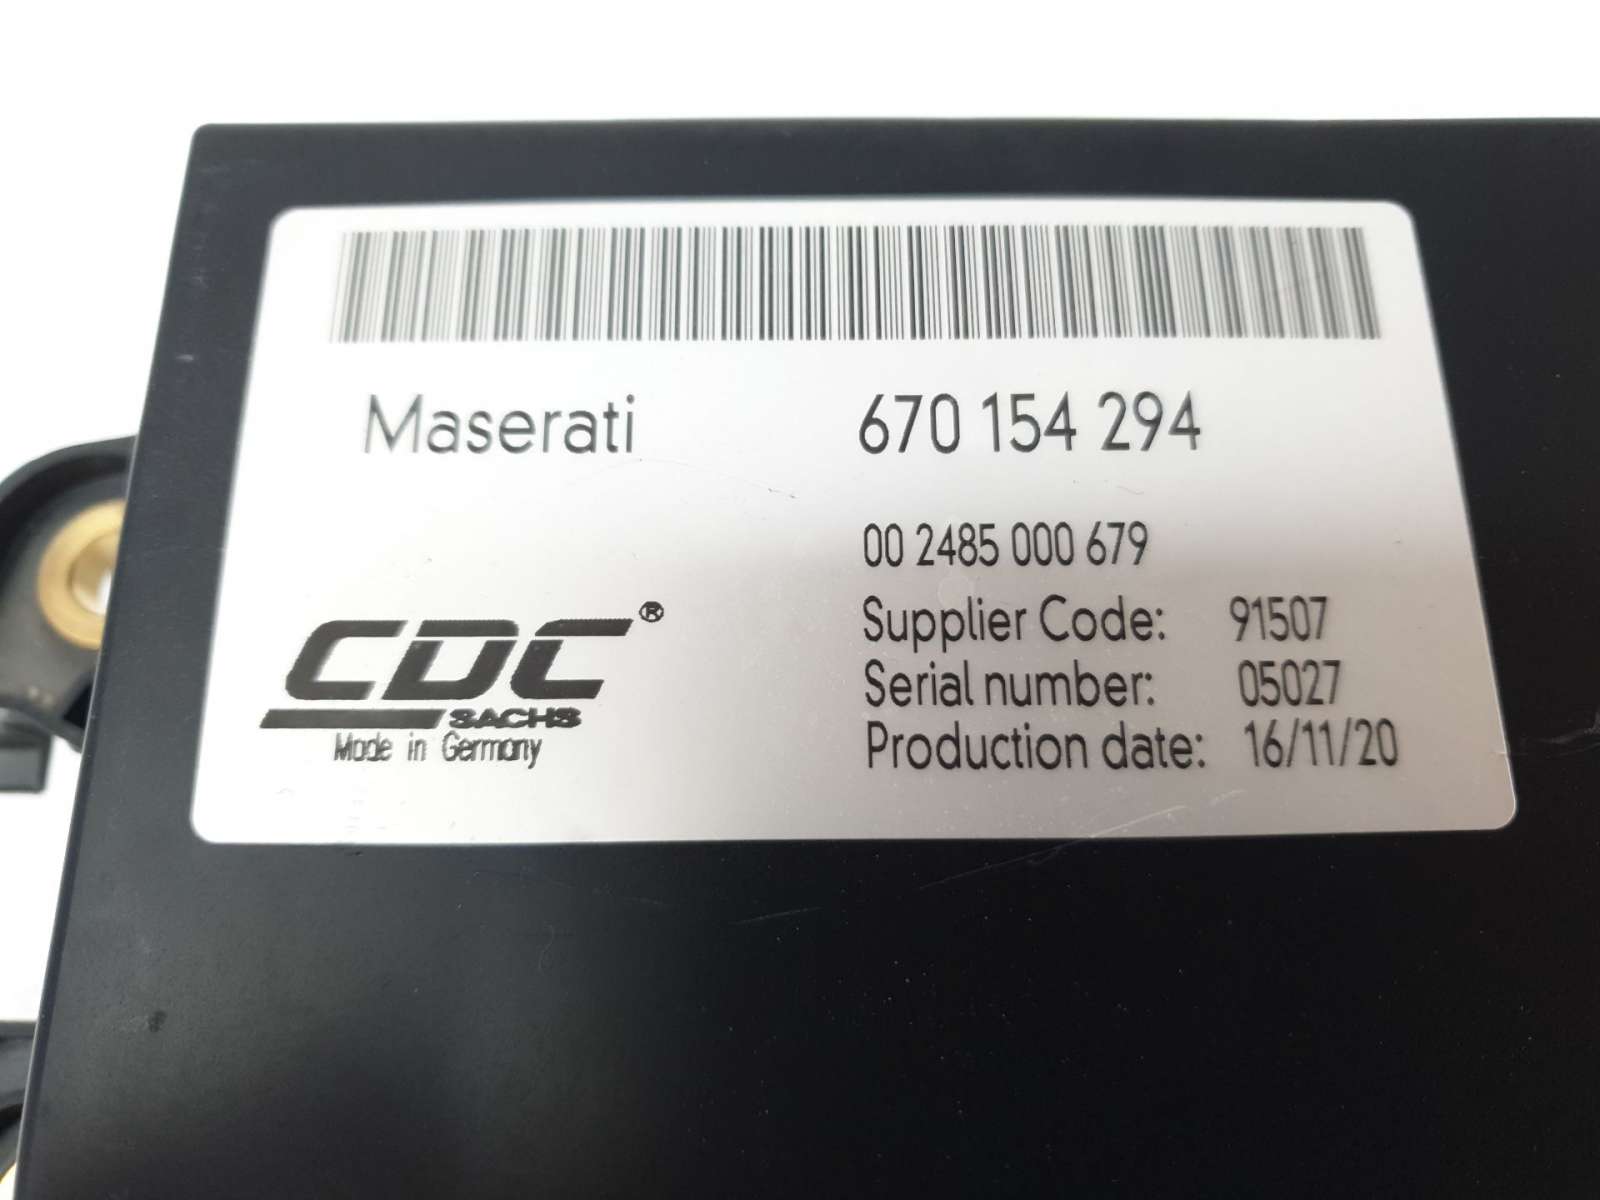 Maserati 670 154 294
00 2485 000 679
CDC®
SACHS
Made in Germany
Supplier Code: 91507
Serial number: 05027
Production date: 16/11/20